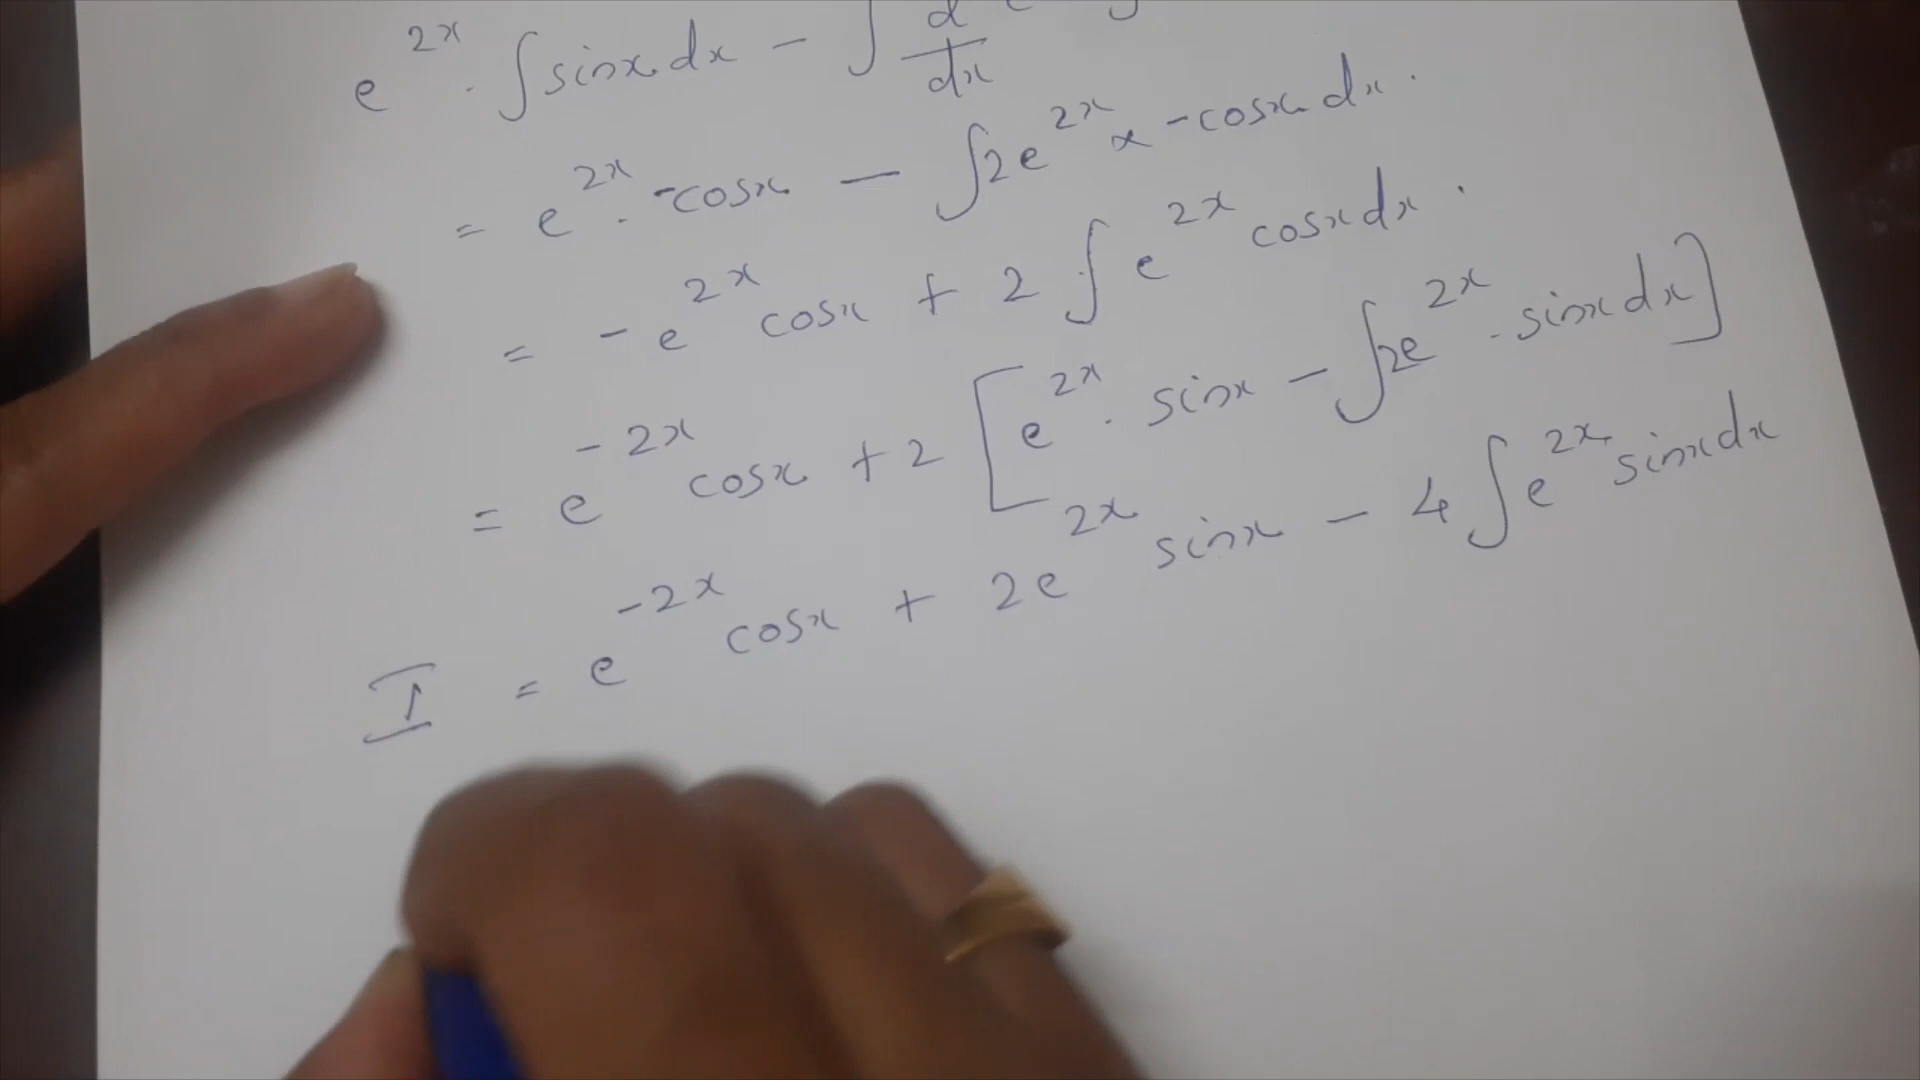 e^{2x} . ∫ sinx dx - ∫ d/dx
= e^{2x} . -cosx - ∫2e^{2x} x -cosx dx .
= - e^{2x} cosx + 2 ∫ e^{2x} cosx dx .
= e^{-2x} cosx + 2 [ e^{2x} . sinx - ∫2e^{2x} . sinx dx ]
I = e^{-2x} cosx + 2e^{2x} sinx - 4 ∫ e^{2x} sinx dx